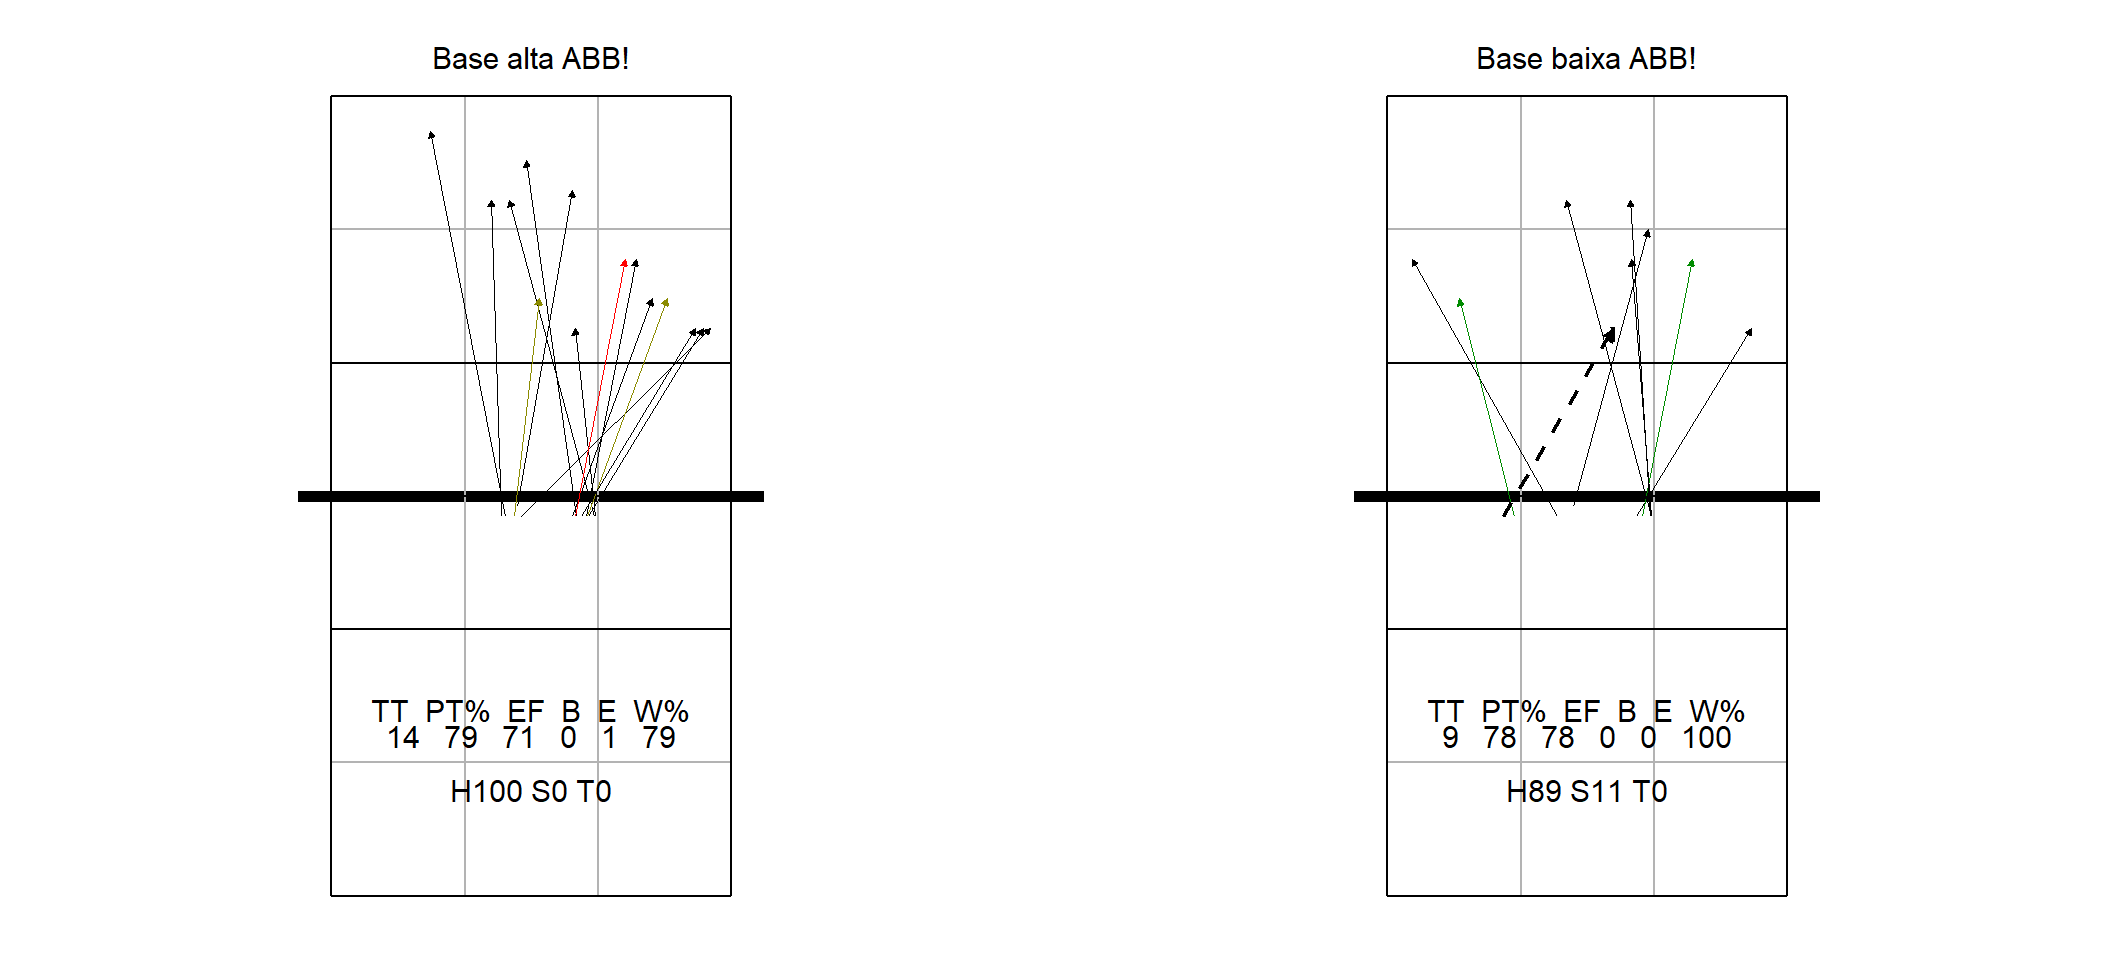 Base alta ABB!
TT PT% EF B E W%
14 79 71 0 1 79
H100 S0 T0
Base baixa ABB!
TT PT% EF B E W%
9 78 78 0 0 100
H89 S11 T0